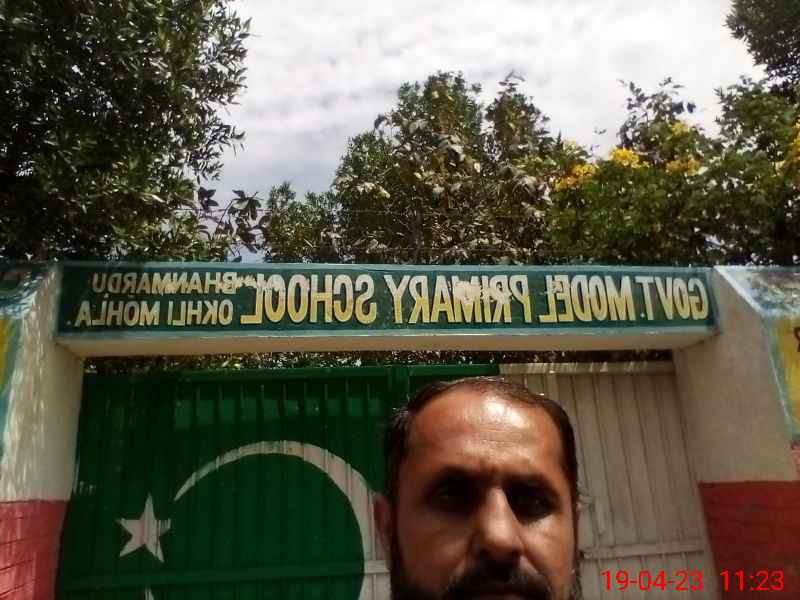 GOVT. MODEL PRIMARY SCHOOL BHANMARDU
OKHLI MOHLA.
19-04-23 11:23